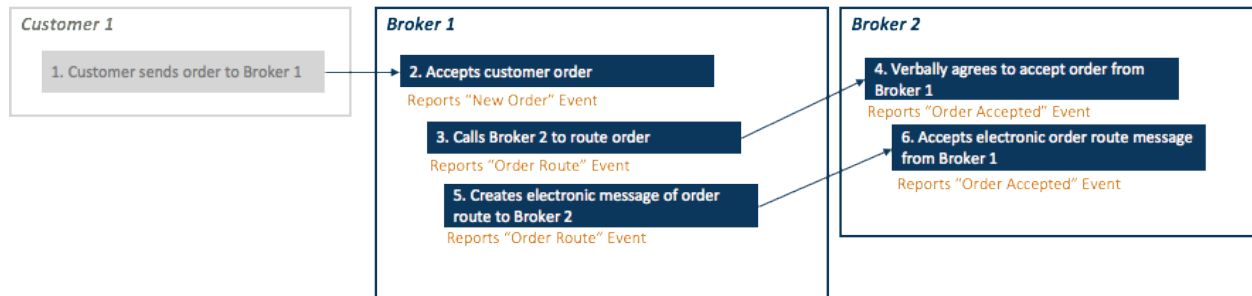 Customer 1
1. Customer sends order to Broker 1
Broker 1
2. Accepts customer order
Reports "New Order" Event
3. Calls Broker 2 to route order
Reports "Order Route" Event
5. Creates electronic message of order
route to Broker 2
Reports "Order Route" Event
Broker 2
4. Verbally agrees to accept order from
Broker 1
Reports "Order Accepted" Event
6. Accepts electronic order route message
from Broker 1
Reports "Order Accepted" Event